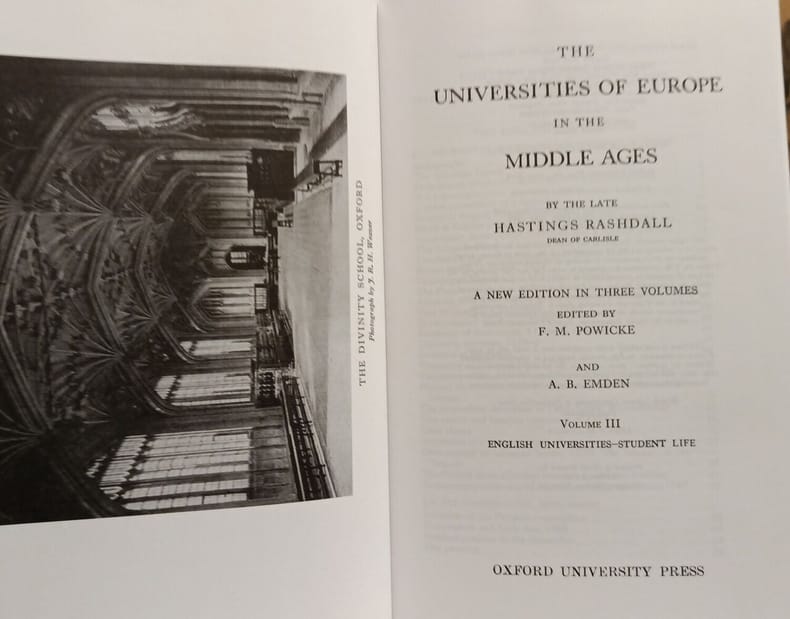 THE DIVINITY SCHOOL, OXFORD
Photograph by J. R. H. Weaver
THE
UNIVERSITIES OF EUROPE
IN THE
MIDDLE AGES
BY THE LATE
HASTINGS RASHDALL
DEAN OF CARLISLE
A NEW EDITION IN THREE VOLUMES
EDITED BY
F. M. POWICKE
AND
A. B. EMDEN
VOLUME III
ENGLISH UNIVERSITIES–STUDENT LIFE
OXFORD UNIVERSITY PRESS